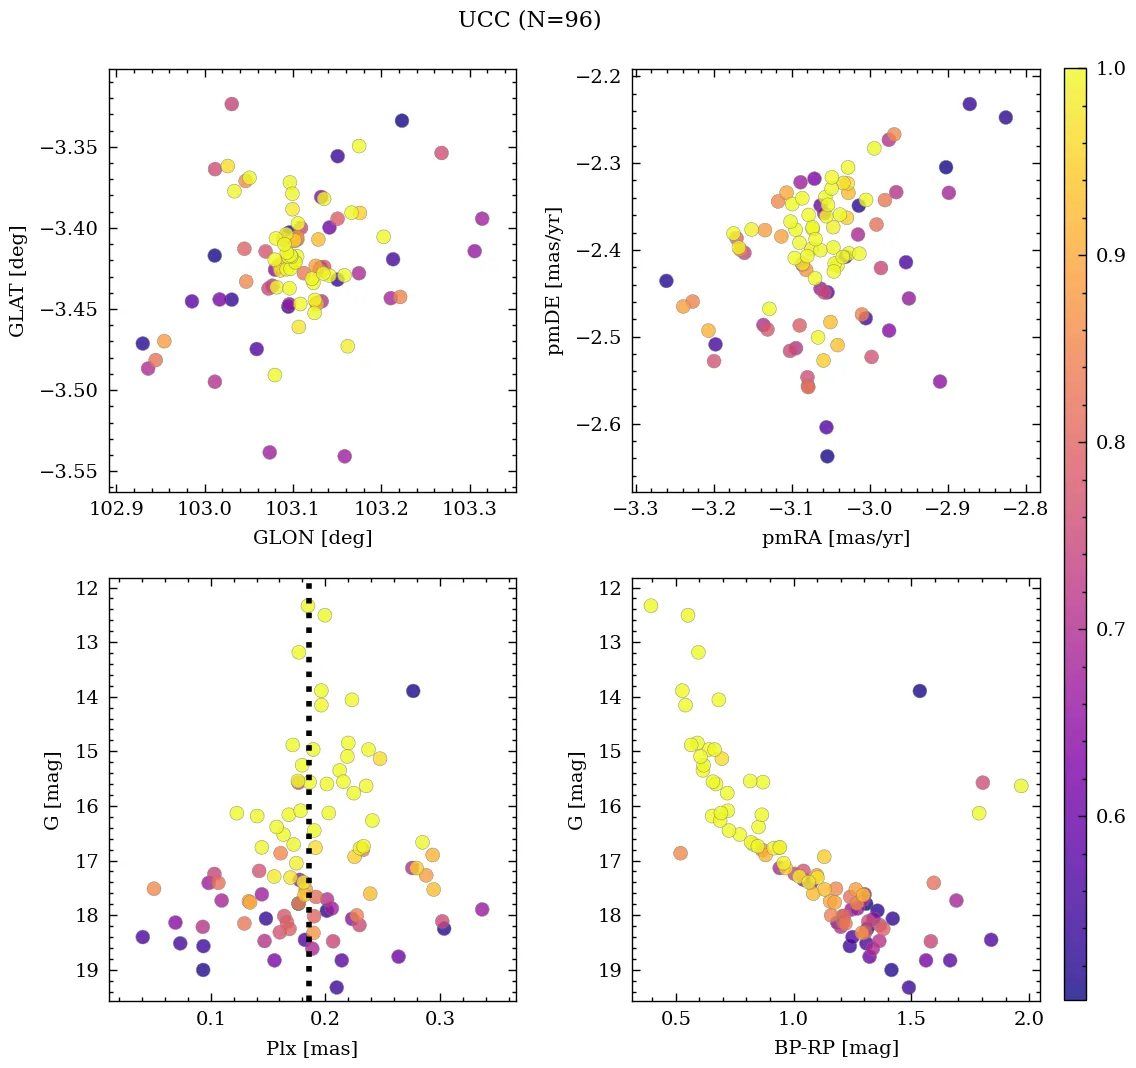 UCC (N=96)
−3.35
−3.40
−3.45
−3.50
−3.55
GLAT [deg]
102.9 103.0 103.1 103.2 103.3
GLON [deg]
−2.2
−2.3
−2.4
−2.5
−2.6
pmDE [mas/yr]
−3.3 −3.2 −3.1 −3.0 −2.9 −2.8
pmRA [mas/yr]
12
13
14
15
16
17
18
19
G [mag]
0.1 0.2 0.3
Plx [mas]
12
13
14
15
16
17
18
19
G [mag]
0.5 1.0 1.5 2.0
BP-RP [mag]
1.0
0.9
0.8
0.7
0.6